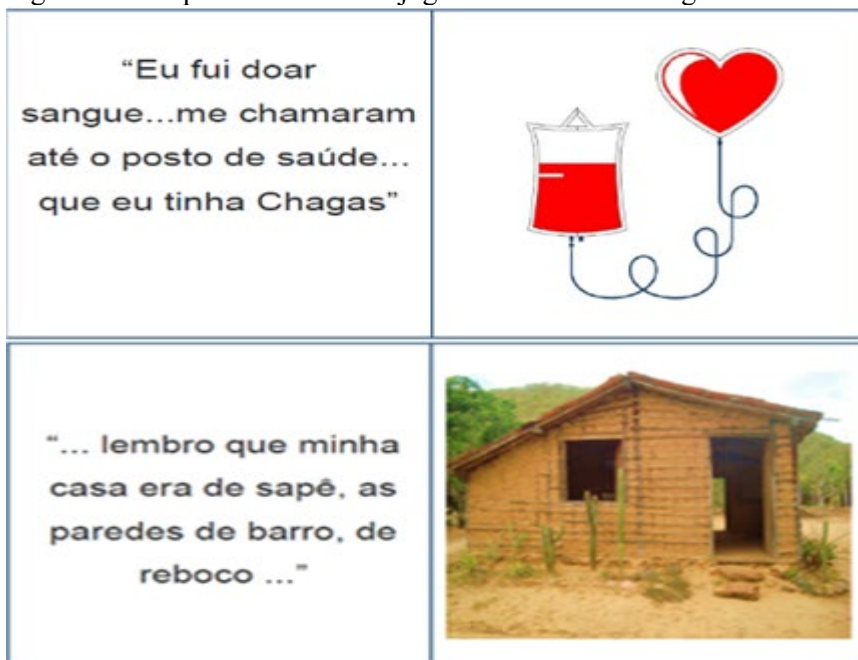 “Eu fui doar
sangue...me chamaram
até o posto de saúde...
que eu tinha Chagas”
“... lembro que minha
casa era de sapê, as
paredes de barro, de
reboco ...”